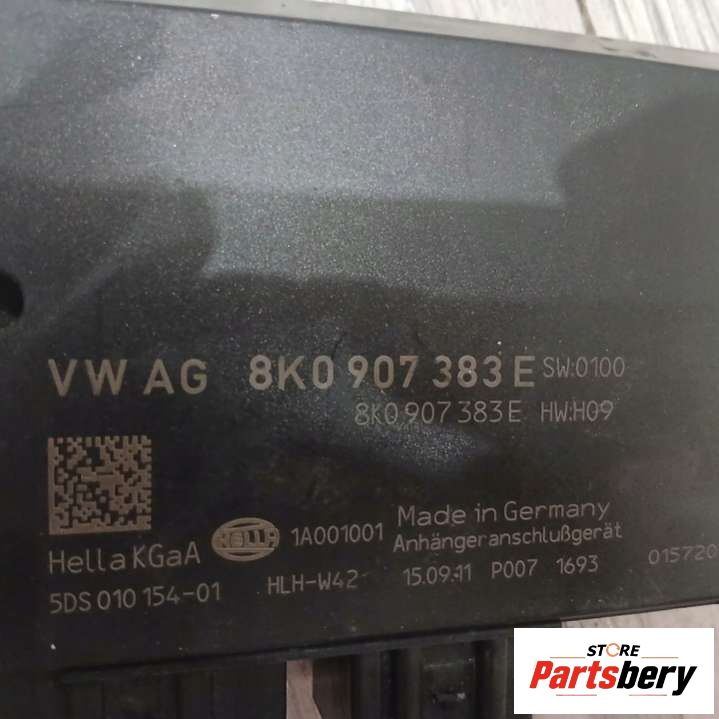 VW AG 8K0 907 383 E SW:0100
8K0 907 383 E HW:H09
Hella KGaA HELLA 1A001001 Made in Germany
Anhängeranschlußgerät
5DS 010 154-01 HLH-W42 15.09.11 P007 1693 015720
STORE
Partsbery